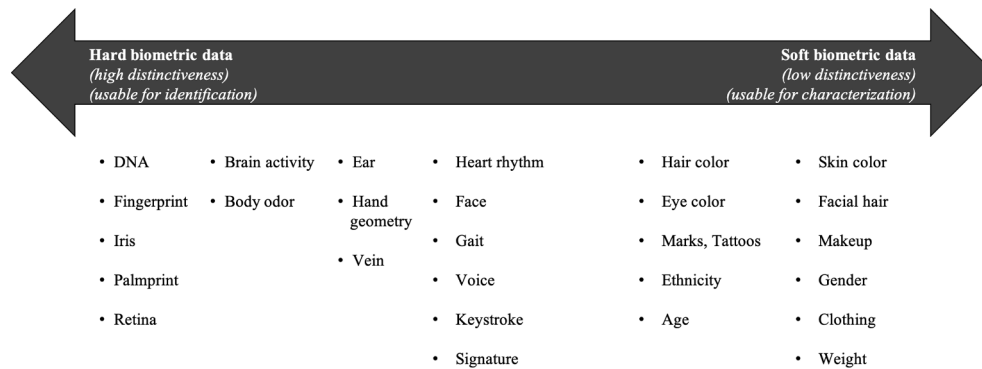 Hard biometric data
(high distinctiveness)
(usable for identification)
Soft biometric data
(low distinctiveness)
(usable for characterization)
• DNA
• Fingerprint
• Iris
• Palmprint
• Retina
• Brain activity
• Body odor
• Ear
• Hand
geometry
• Vein
• Heart rhythm
• Face
• Gait
• Voice
• Keystroke
• Signature
• Hair color
• Eye color
• Marks, Tattoos
• Ethnicity
• Age
• Skin color
• Facial hair
• Makeup
• Gender
• Clothing
• Weight